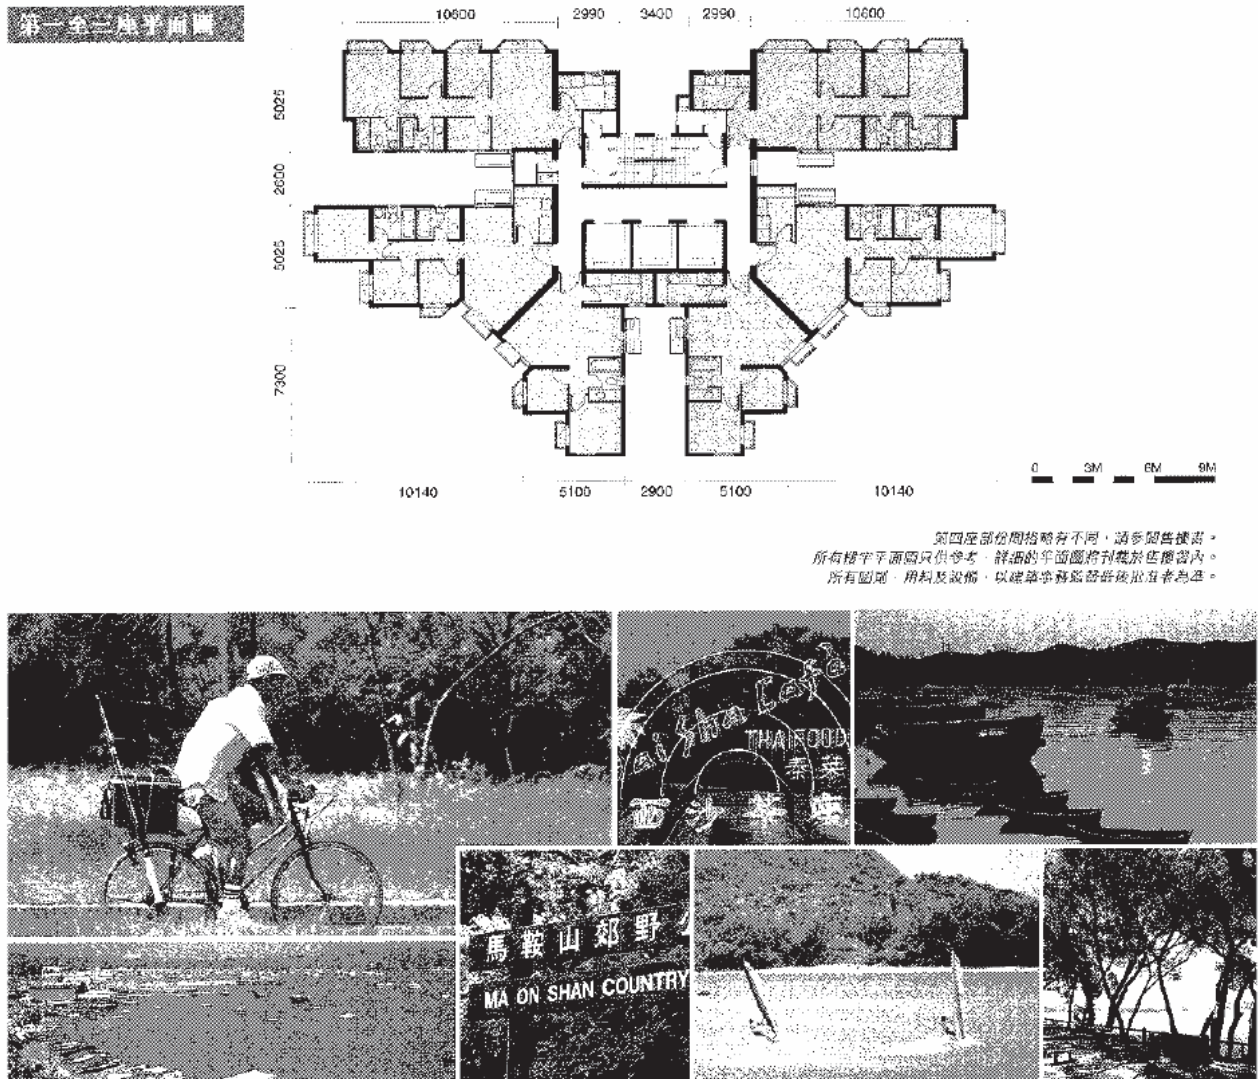 第一至三座平面圖
10600 2990 3400 2990 10600
5025
2600
5025
7300
10140 5100 2900 5100 10140
0 3M 6M 9M
第四座部份間格略有不同,請參閱售樓書。
所有樓宇平面圖只供參考,詳細的平面圖將刊載於售樓書內。
所有圖則、用料及設備,以建築事務監督最後批准者為準。
Ai Sha Cafe
THAI FOOD
泰菜
馬鞍山郊野
MA ON SHAN COUNTRY